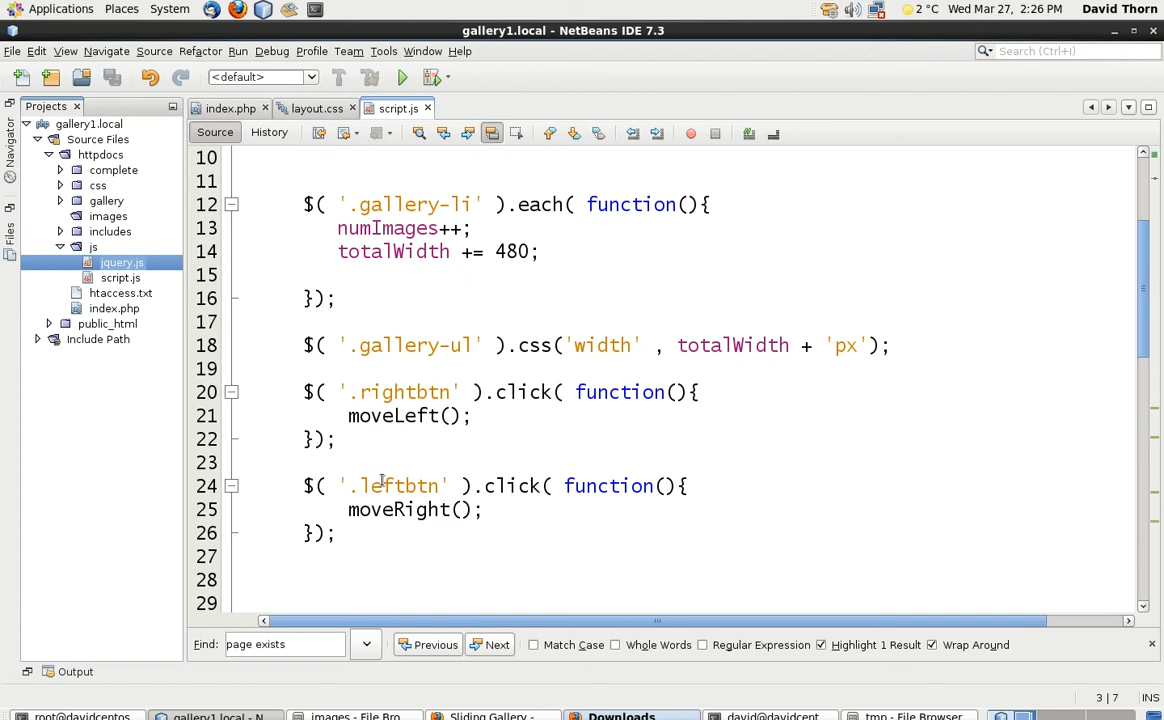 Applications Places System 2 °C Wed Mar 27, 2:26 PM David Thorn
gallery1.local - NetBeans IDE 7.3
File Edit View Navigate Source Refactor Run Debug Profile Team Tools Window Help Search (Ctrl+I)
<default>
Projects index.php layout.css script.js
Source History
Navigator
Files
gallery1.local
Source Files
httpdocs
complete
css
gallery
images
includes
js
jquery.js
script.js
htaccess.txt
index.php
public_html
Include Path
10
11
12 $( '.gallery-li' ).each( function(){
13 numImages++;
14 totalWidth += 480;
15
16 });
17
18 $( '.gallery-ul' ).css('width' , totalWidth + 'px');
19
20 $( '.rightbtn' ).click( function(){
21 moveLeft();
22 });
23
24 $( '.leftbtn' ).click( function(){
25 moveRight();
26 });
27
28
29
Find: page exists Previous Next Match Case Whole Words Regular Expression Highlight 1 Result Wrap Around
Output
3 | 7 INS
root@davidcentos gallery1.local - N... images - File Bro... Sliding Gallery - ... Downloads david@davidcent... tmp - File Browser